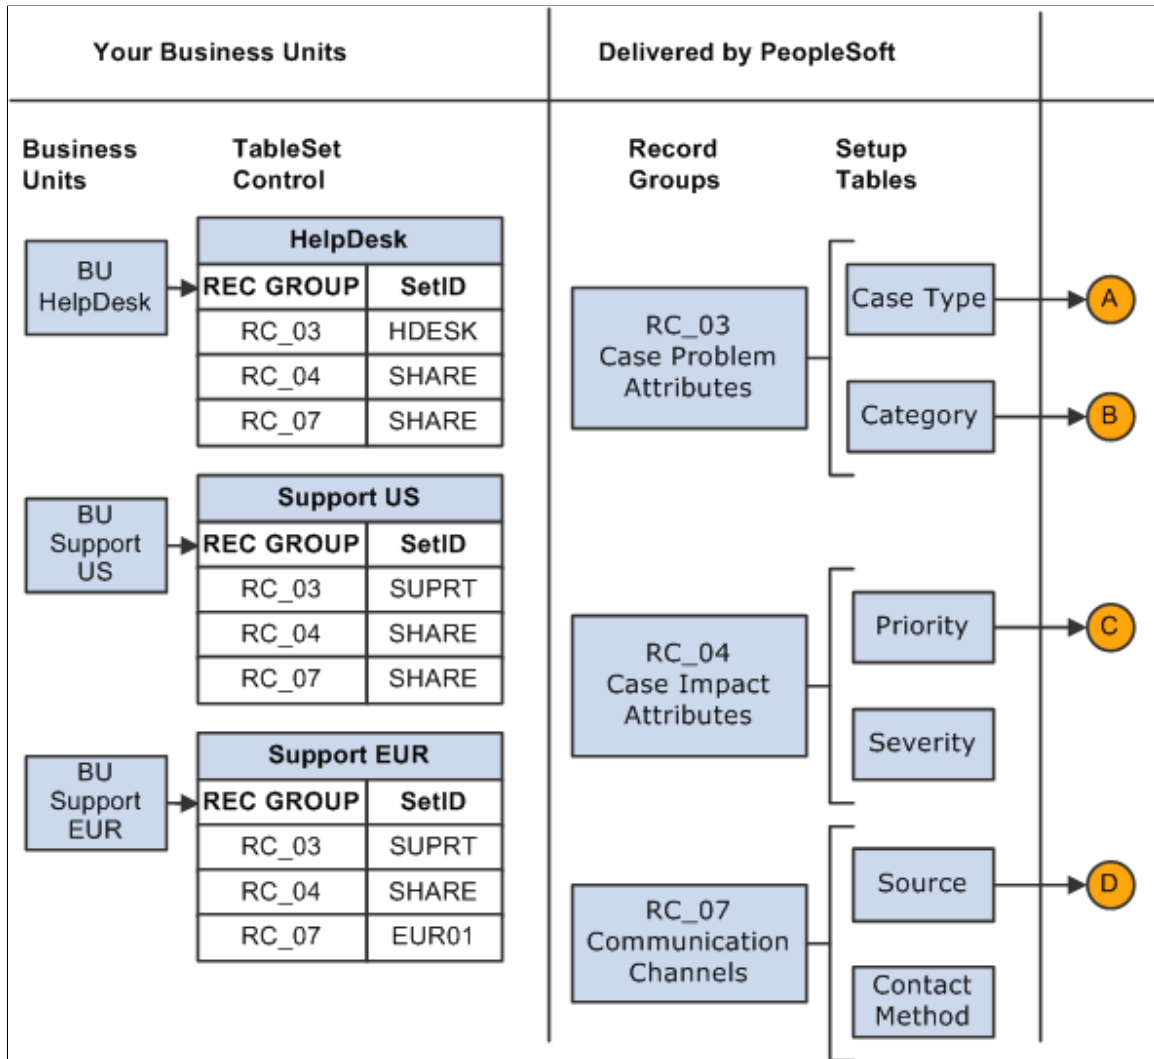 Your Business Units
Delivered by PeopleSoft
Business
Units
TableSet
Control
Record
Groups
Setup
Tables
BU
HelpDesk
HelpDesk
REC GROUP SetID
RC_03 HDESK
RC_04 SHARE
RC_07 SHARE
BU
Support
US
Support US
REC GROUP SetID
RC_03 SUPRT
RC_04 SHARE
RC_07 SHARE
BU
Support
EUR
Support EUR
REC GROUP SetID
RC_03 SUPRT
RC_04 SHARE
RC_07 EUR01
RC_03
Case Problem
Attributes
Case Type
A
Category
B
RC_04
Case Impact
Attributes
Priority
C
Severity
RC_07
Communication
Channels
Source
D
Contact
Method